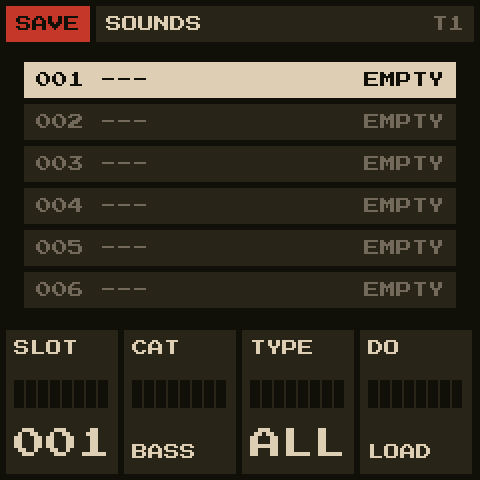 SAVE SOUNDS T1
001 --- EMPTY
002 --- EMPTY
003 --- EMPTY
004 --- EMPTY
005 --- EMPTY
006 --- EMPTY
SLOT CAT TYPE DO
001 BASS ALL LOAD